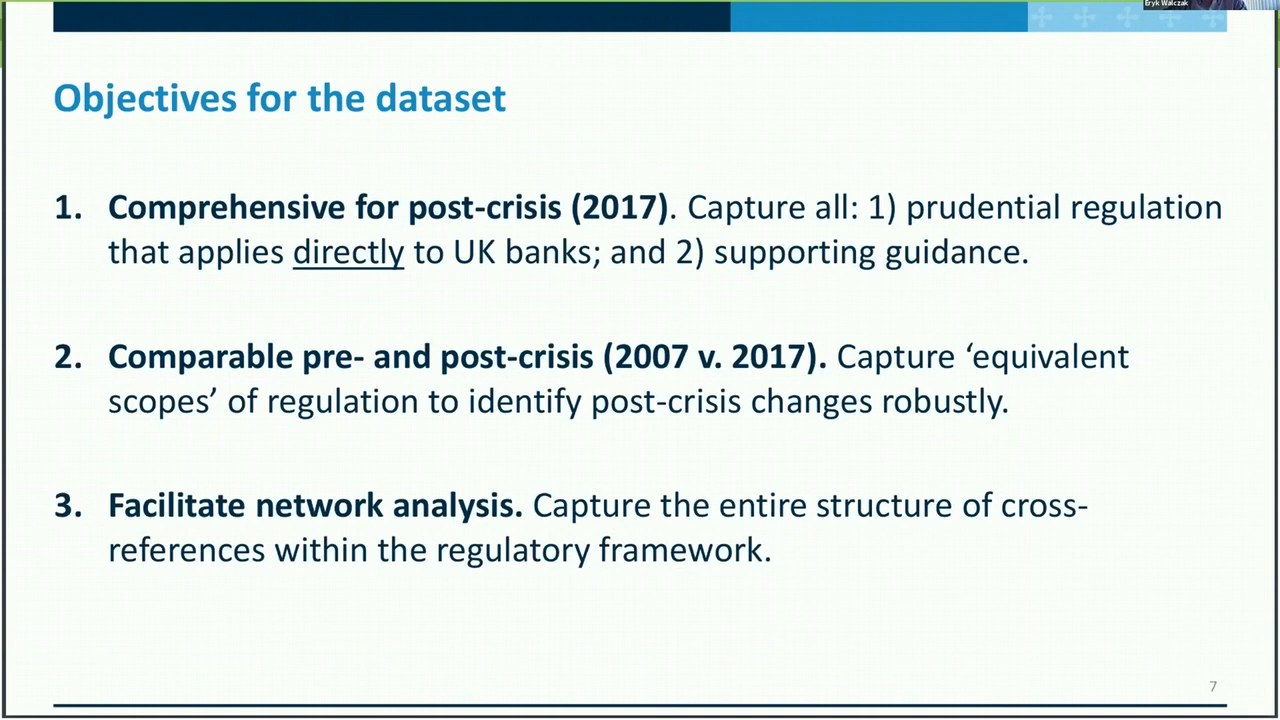 Eryk Walczak
Objectives for the dataset
1. Comprehensive for post-crisis (2017). Capture all: 1) prudential regulation
that applies directly to UK banks; and 2) supporting guidance.
2. Comparable pre- and post-crisis (2007 v. 2017). Capture ‘equivalent
scopes’ of regulation to identify post-crisis changes robustly.
3. Facilitate network analysis. Capture the entire structure of cross-
references within the regulatory framework.
7